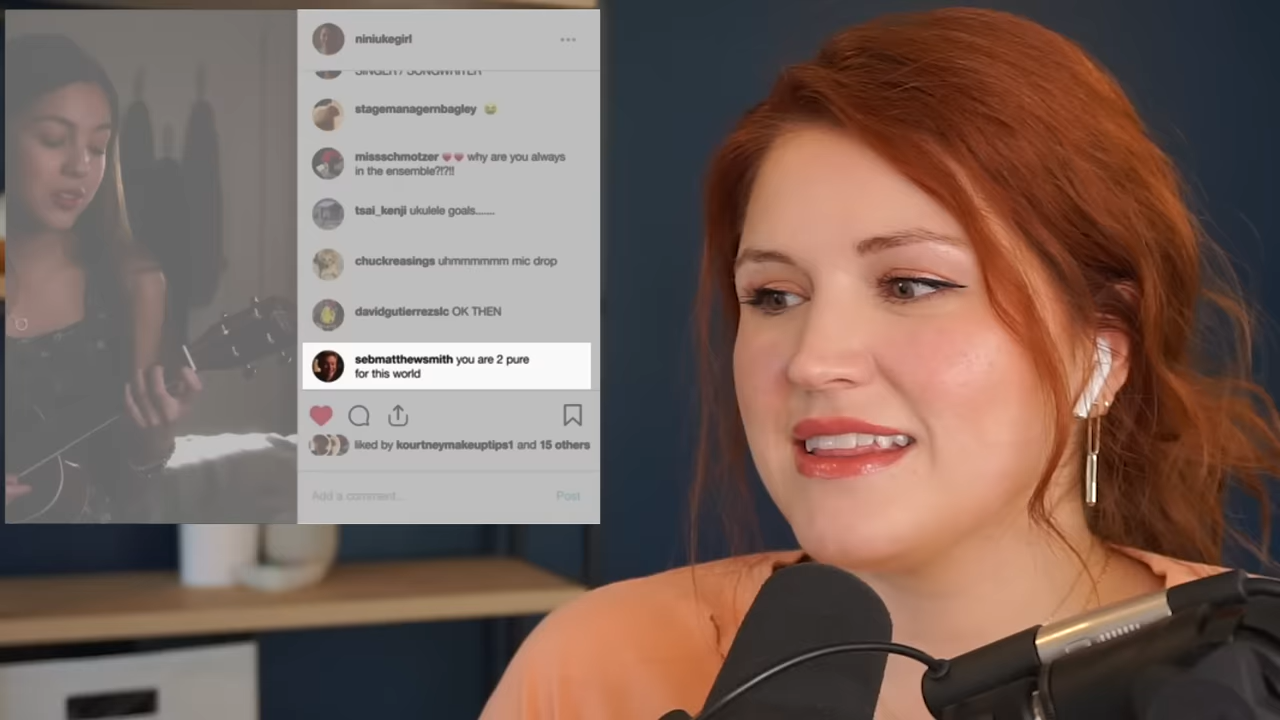 niniukegirl
SINGER / SONGWRITER
stagemanagernbagley 😂
missschmotzer 💗💗 why are you always
in the ensemble?!?!!
tsai_kenji ukulele goals......
chuckreasings uhmmmmmm mic drop
davidgutierrezslc OK THEN
sebmatthewsmith you are 2 pure
for this world
liked by kourtneymakeuptips1 and 15 others
Add a comment... Post